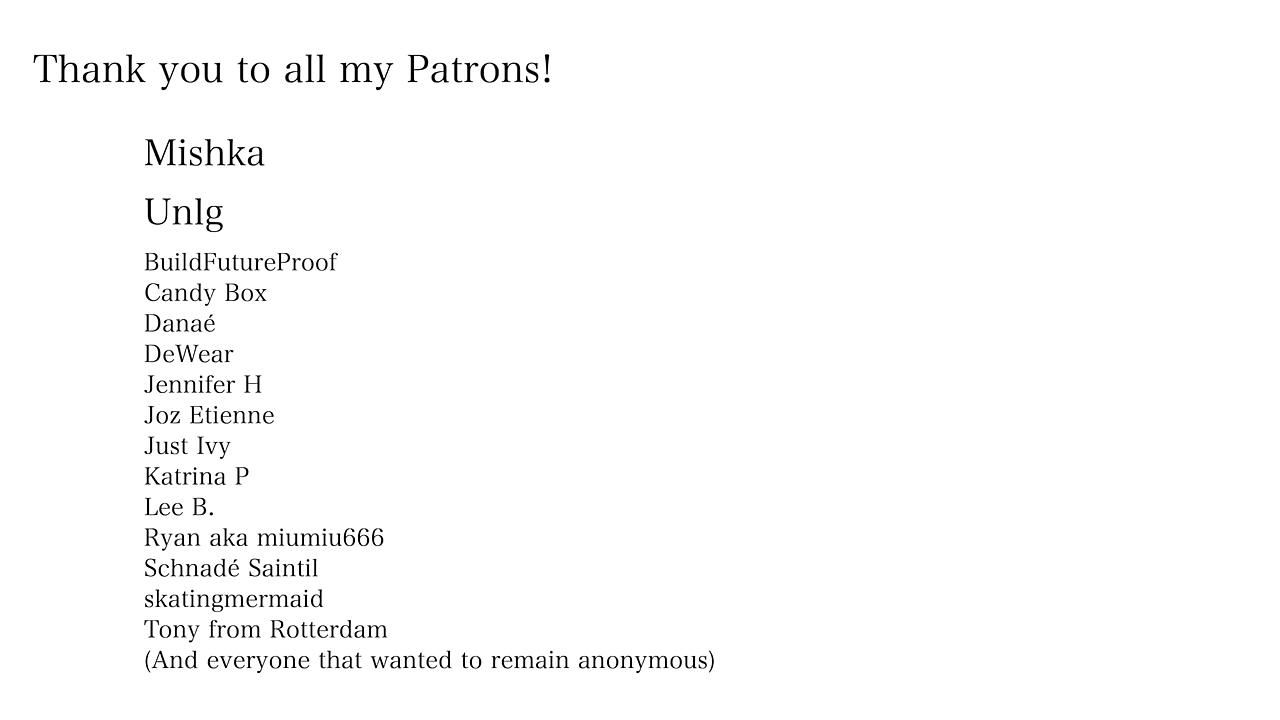 Thank you to all my Patrons!
Mishka
Unlg
BuildFutureProof
Candy Box
Danaé
DeWear
Jennifer H
Joz Etienne
Just Ivy
Katrina P
Lee B.
Ryan aka miumiu666
Schnadé Saintil
skatingmermaid
Tony from Rotterdam
(And everyone that wanted to remain anonymous)